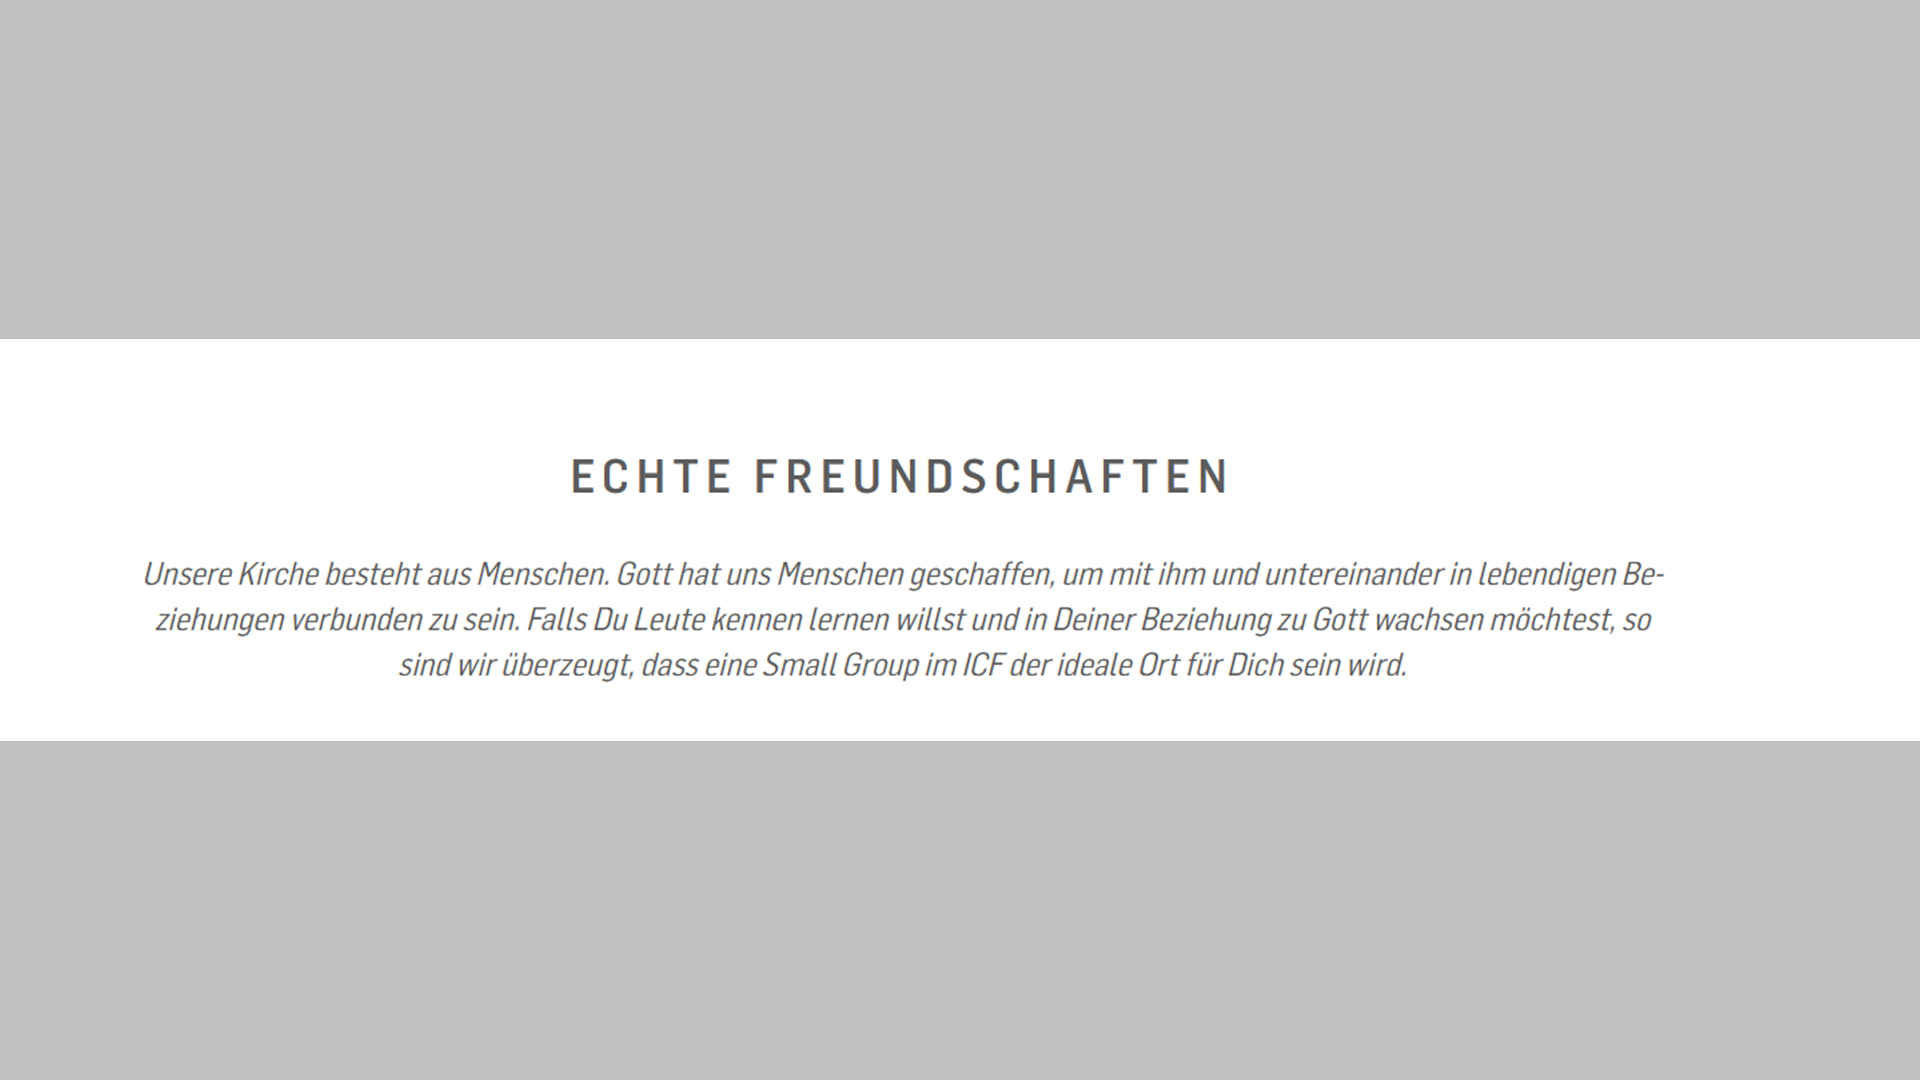 ECHTE FREUNDSCHAFTEN
Unsere Kirche besteht aus Menschen. Gott hat uns Menschen geschaffen, um mit ihm und untereinander in lebendigen Be-
ziehungen verbunden zu sein. Falls Du Leute kennen lernen willst und in Deiner Beziehung zu Gott wachsen möchtest, so
sind wir überzeugt, dass eine Small Group im ICF der ideale Ort für Dich sein wird.